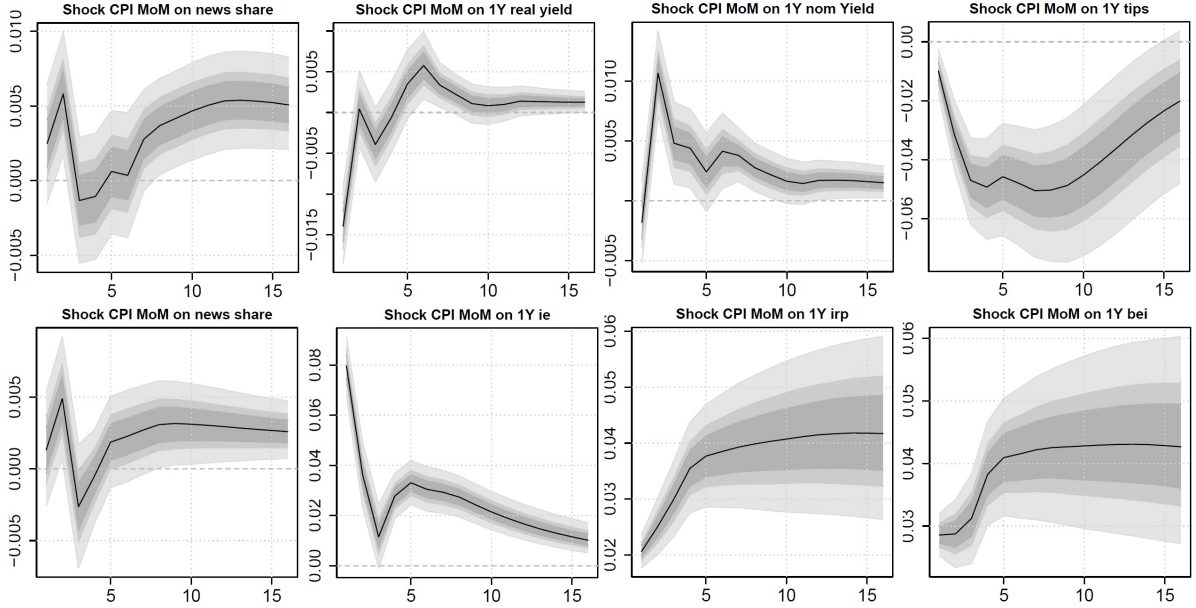 Shock CPI MoM on news share
0.010
0.005
0.000
−0.005
5 10 15
Shock CPI MoM on 1Y real yield
0.005
−0.005
−0.015
5 10 15
Shock CPI MoM on 1Y nom Yield
0.010
0.005
−0.005
5 10 15
Shock CPI MoM on 1Y tips
0.00
−0.02
−0.04
−0.06
5 10 15
Shock CPI MoM on news share
0.005
0.000
−0.005
5 10 15
Shock CPI MoM on 1Y ie
0.08
0.06
0.04
0.02
0.00
5 10 15
Shock CPI MoM on 1Y irp
0.06
0.05
0.04
0.03
0.02
5 10 15
Shock CPI MoM on 1Y bei
0.06
0.05
0.04
0.03
5 10 15